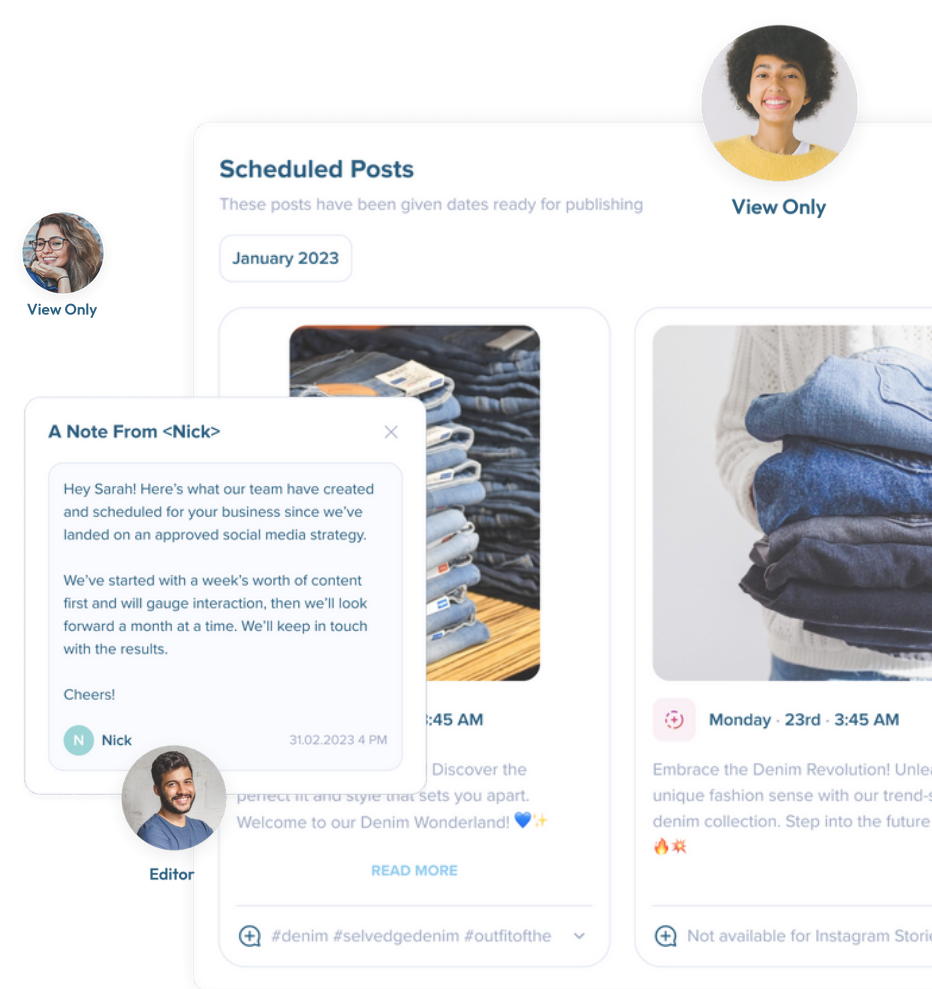 Scheduled Posts
These posts have been given dates ready for publishing
View Only
January 2023
View Only
A Note From <Nick>
Hey Sarah! Here's what our team have created
and scheduled for your business since we've
landed on an approved social media strategy.
We've started with a week's worth of content
first and will gauge interaction, then we'll look
forward a month at a time. We'll keep in touch
with the results.
Cheers!
N Nick 31.02.2023 4 PM
Editor
:45 AM
Discover the
perfect fit and style that sets you apart.
Welcome to our Denim Wonderland! 💙✨
READ MORE
#denim #selvedgedenim #outfitofthe
Monday · 23rd · 3:45 AM
Embrace the Denim Revolution! Unlea
unique fashion sense with our trend-s
denim collection. Step into the future
🔥💥
Not available for Instagram Storie